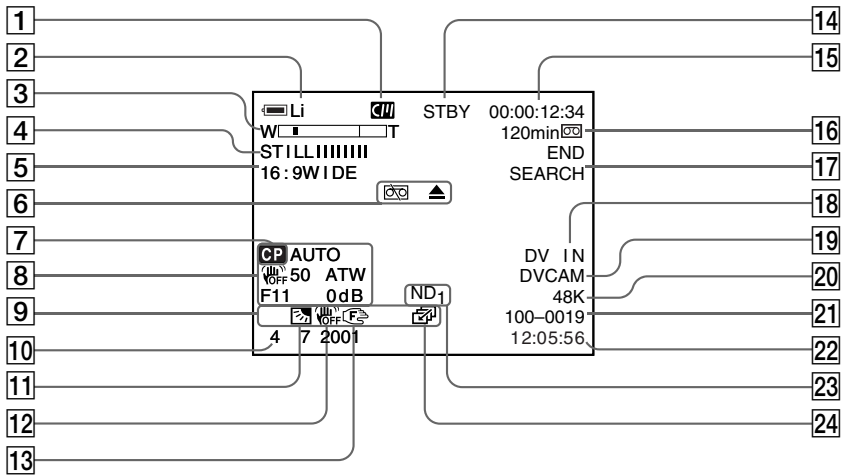 1
2
3
4
5
6
7
8
9
10
11
12
13
14
15
16
17
18
19
20
21
22
23
24
Li STBY 00:00:12:34
W T 120min
STILL END
16:9WIDE SEARCH
CP AUTO DV IN
OFF 50 ATW DVCAM
F11 0dB ND1 48K
OFF F 100–0019
4 7 2001 12:05:56